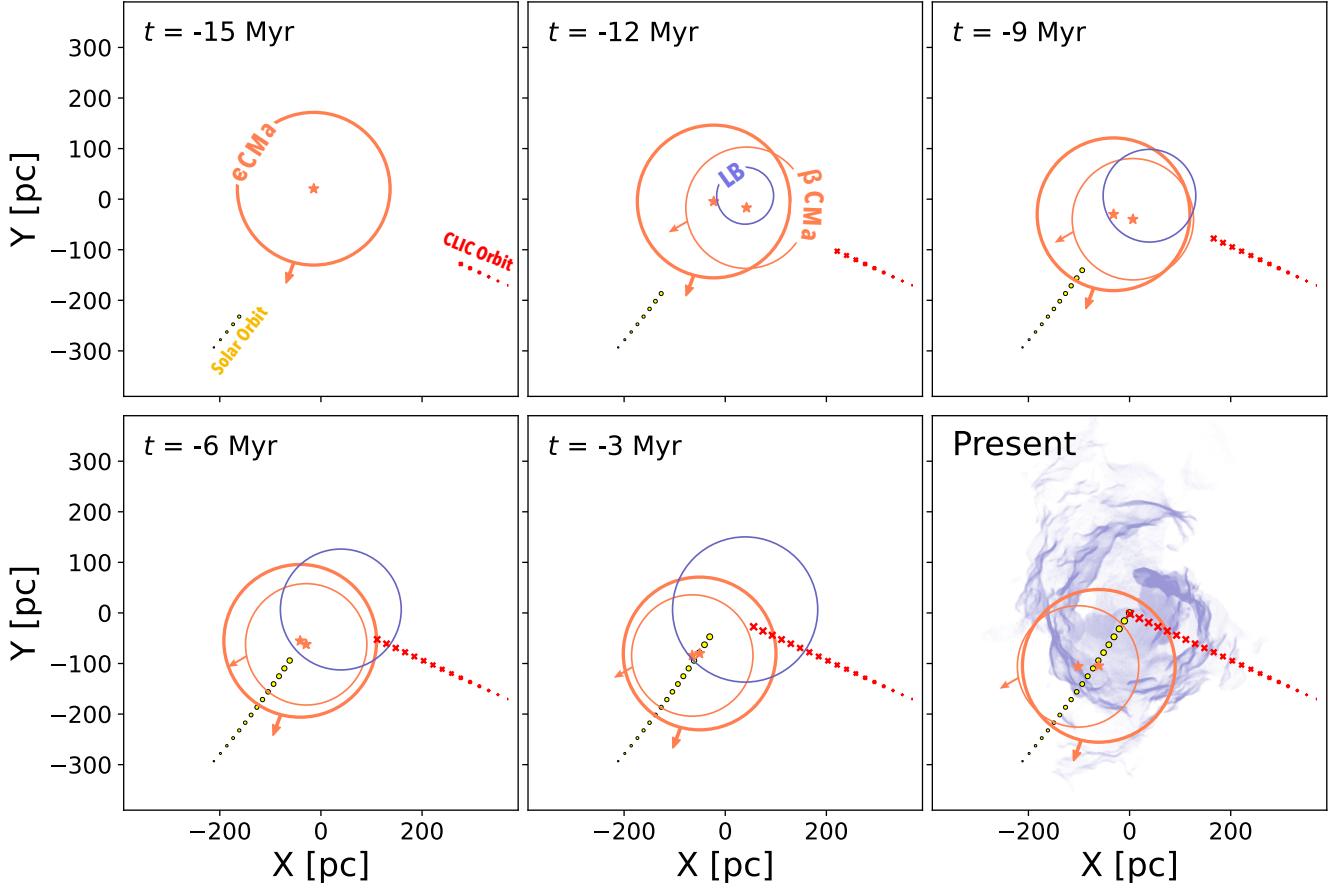 t = -15 Myr
t = -12 Myr
t = -9 Myr
Y [pc]
300
200
100
0
−100
−200
−300
ϵCMa
CLIC Orbit
Solar Orbit
LB
β CMa
t = -6 Myr
t = -3 Myr
Present
Y [pc]
300
200
100
0
−100
−200
−300
−200
0
200
−200
0
200
−200
0
200
X [pc]
X [pc]
X [pc]